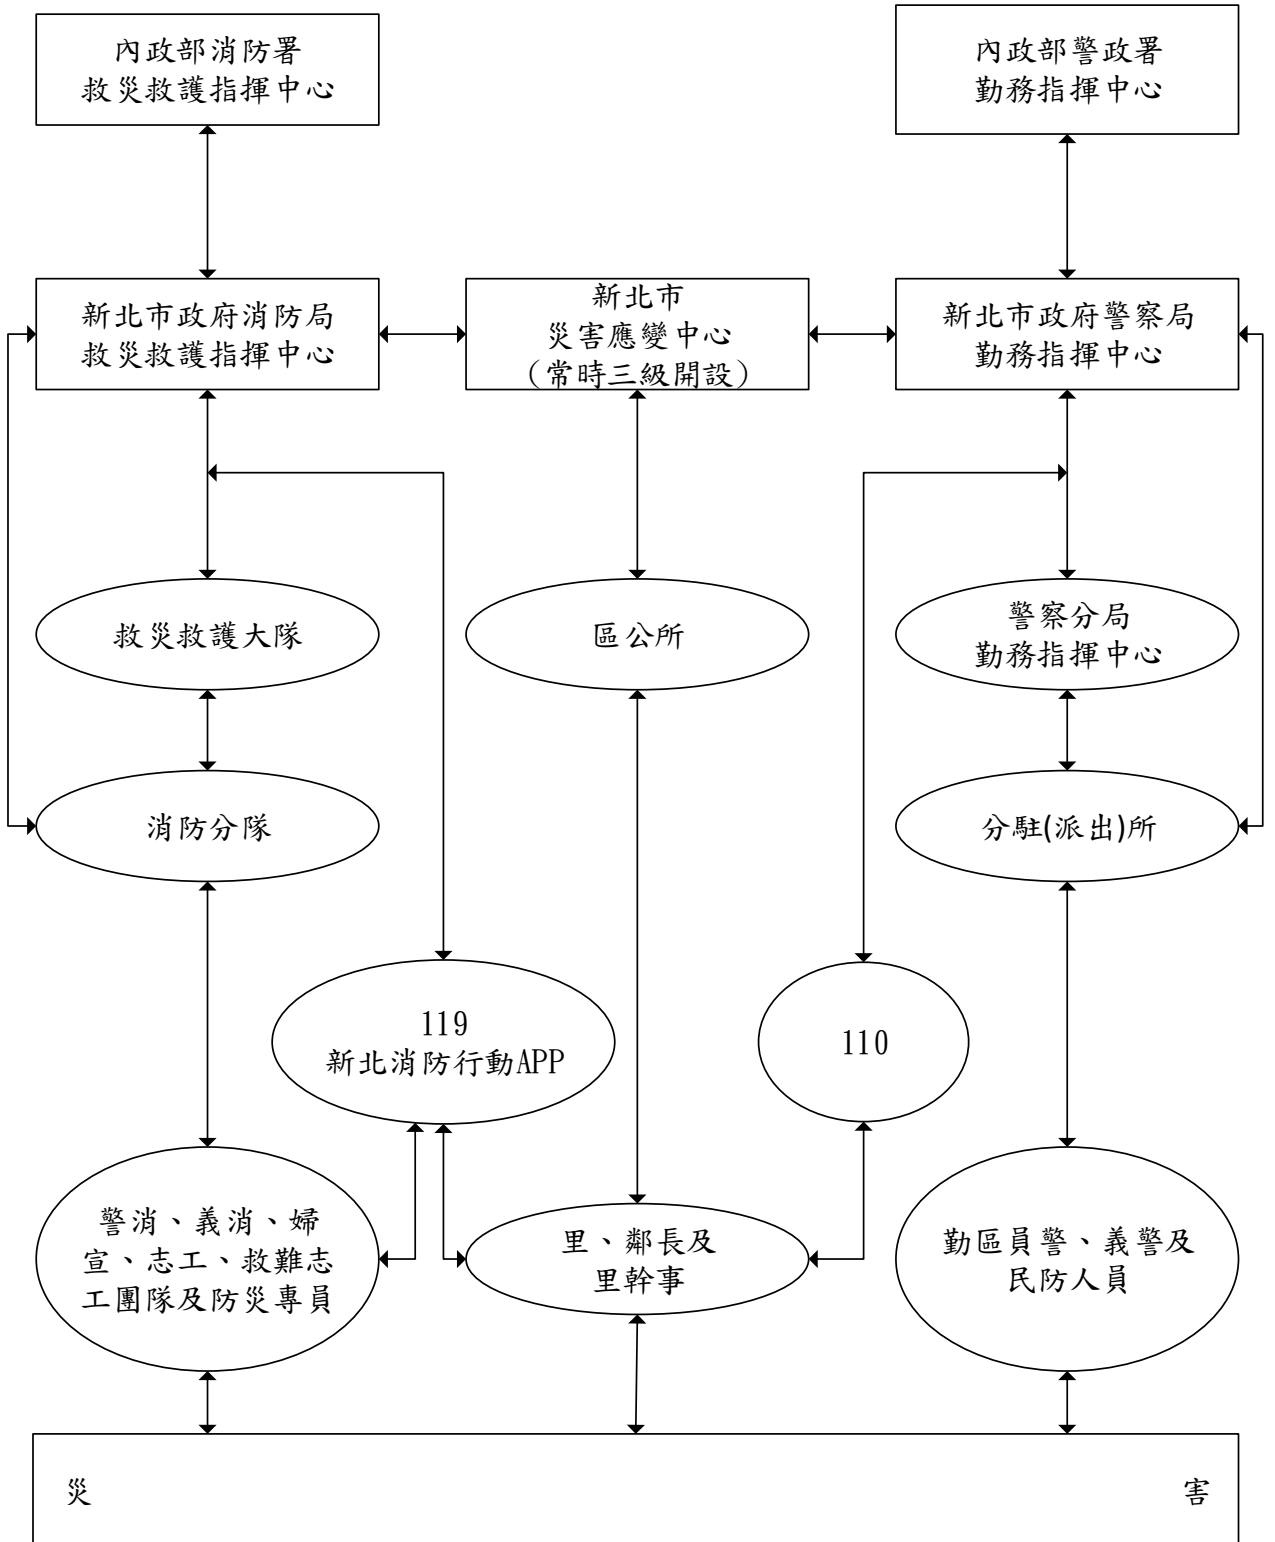 內政部消防署
救災救護指揮中心
內政部警政署
勤務指揮中心
新北市政府消防局
救災救護指揮中心
新北市
災害應變中心
（常時三級開設）
新北市政府警察局
勤務指揮中心
救災救護大隊
區公所
警察分局
勤務指揮中心
消防分隊
分駐(派出)所
119
新北消防行動APP
110
警消、義消、婦
宣、志工、救難志
工團隊及防災專員
里、鄰長及
里幹事
勤區員警、義警及
民防人員
災 害